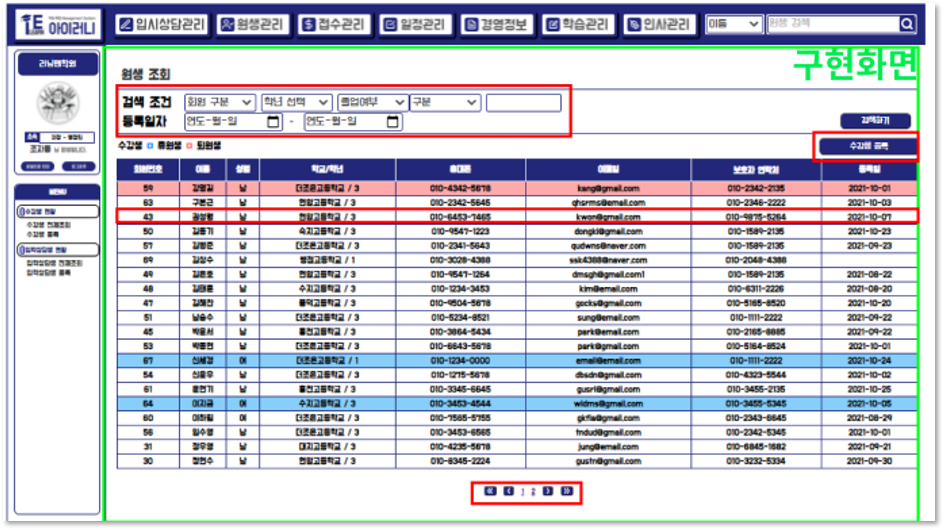 아이러니
입시상담관리 원생관리 접수관리 일정관리 경영정보 학습관리 인사관리 이름 원생 검색
구현화면
러닝맨학원
원생 조회
검색 조건 회원 구분 학년 선택 졸업여부 구분
등록일자 연도-월-일 - 연도-월-일
검색하기
수강생 휴원생 퇴원생
수강생 등록
MENU
수강생 현황
수강생 전체조회
수강생 등록
입학상담생 현황
입학상담생 전체조회
입학상담생 등록
회원번호 이름 성별 학교/학년 휴대폰 이메일 보호자 연락처 등록일
59 강명길 남 더조은고등학교 / 3 010-4342-5678 kang@gmail.com 010-2342-2135 2021-10-01
63 구본근 남 현암고등학교 / 3 010-2342-5645 qhsrms@email.com 010-2346-2222 2021-10-03
43 권성령 남 현암고등학교 / 3 010-6453-7465 kwon@gmail.com 010-9875-5264 2021-10-07
50 김동기 남 숙지고등학교 / 3 010-9547-1223 dongki@gmail.com 010-1589-2135 2021-10-23
57 김병준 남 더조은고등학교 / 3 010-2341-5643 qudwns@naver.com 010-1589-2135 2021-09-23
69 김상수 남 병점고등학교 / 1 010-3028-4388 ssk4388@naver.com 010-2048-4388
49 김은호 남 현암고등학교 / 3 010-9547-1264 dmsgh@gmail.com1 010-1589-2135 2021-08-22
48 김태훈 남 수지고등학교 / 3 010-1234-3453 kim@email.com 010-6311-2226 2021-08-20
47 김해찬 남 풍덕고등학교 / 3 010-9504-5678 gocks@gmail.com 010-5165-8520 2021-10-20
51 남승수 남 더조은고등학교 / 3 010-5234-8521 sung@email.com 010-1111-2222 2021-09-22
45 박윤서 남 홍천고등학교 / 3 010-3864-5434 park@email.com 010-2165-8885 2021-09-22
53 박종현 남 더조은고등학교 / 3 010-6643-5678 park@gmail.com 010-5164-8524 2021-10-01
67 신세경 여 더조은고등학교 / 1 010-1234-0000 email@email.com 010-1111-2222 2021-10-24
54 신윤우 남 더조은고등학교 / 3 010-1275-5678 dbsdn@gmail.com 010-4323-5544 2021-10-02
61 윤현기 남 홍천고등학교 / 3 010-3345-6645 gusrl@gmail.com 010-3455-2135 2021-10-25
64 이지금 여 수지고등학교 / 3 010-3453-4544 wldms@gmail.com 010-3455-5345 2021-10-05
60 이하림 여 더조은고등학교 / 3 010-7565-5755 gkfla@gmail.com 010-2343-6645 2021-08-29
56 임수영 남 더조은고등학교 / 3 010-3453-6565 tndud@gmail.com 010-2342-5345 2021-10-01
31 정우영 남 대지고등학교 / 3 010-4235-5678 jung@email.com 010-6845-1682 2021-09-21
30 정현수 남 현암고등학교 / 3 010-8345-2224 gustn@gmail.com 010-3232-5334 2021-09-30
1 2